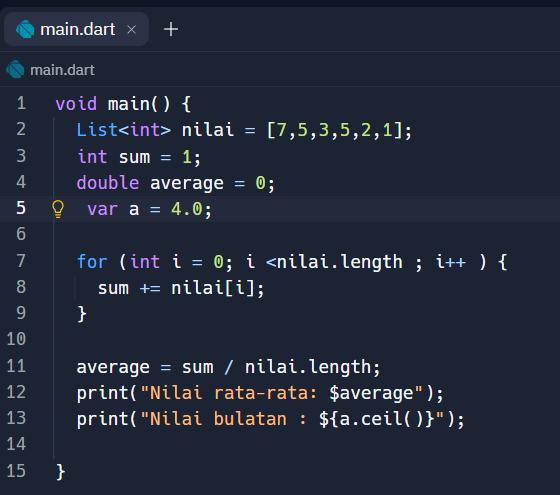 main.dart × +
main.dart
1 void main() {
2 List<int> nilai = [7,5,3,5,2,1];
3 int sum = 1;
4 double average = 0;
5 var a = 4.0;
6
7 for (int i = 0; i <nilai.length ; i++ ) {
8 sum += nilai[i];
9 }
10
11 average = sum / nilai.length;
12 print("Nilai rata-rata: $average");
13 print("Nilai bulatan : ${a.ceil()}");
14
15 }